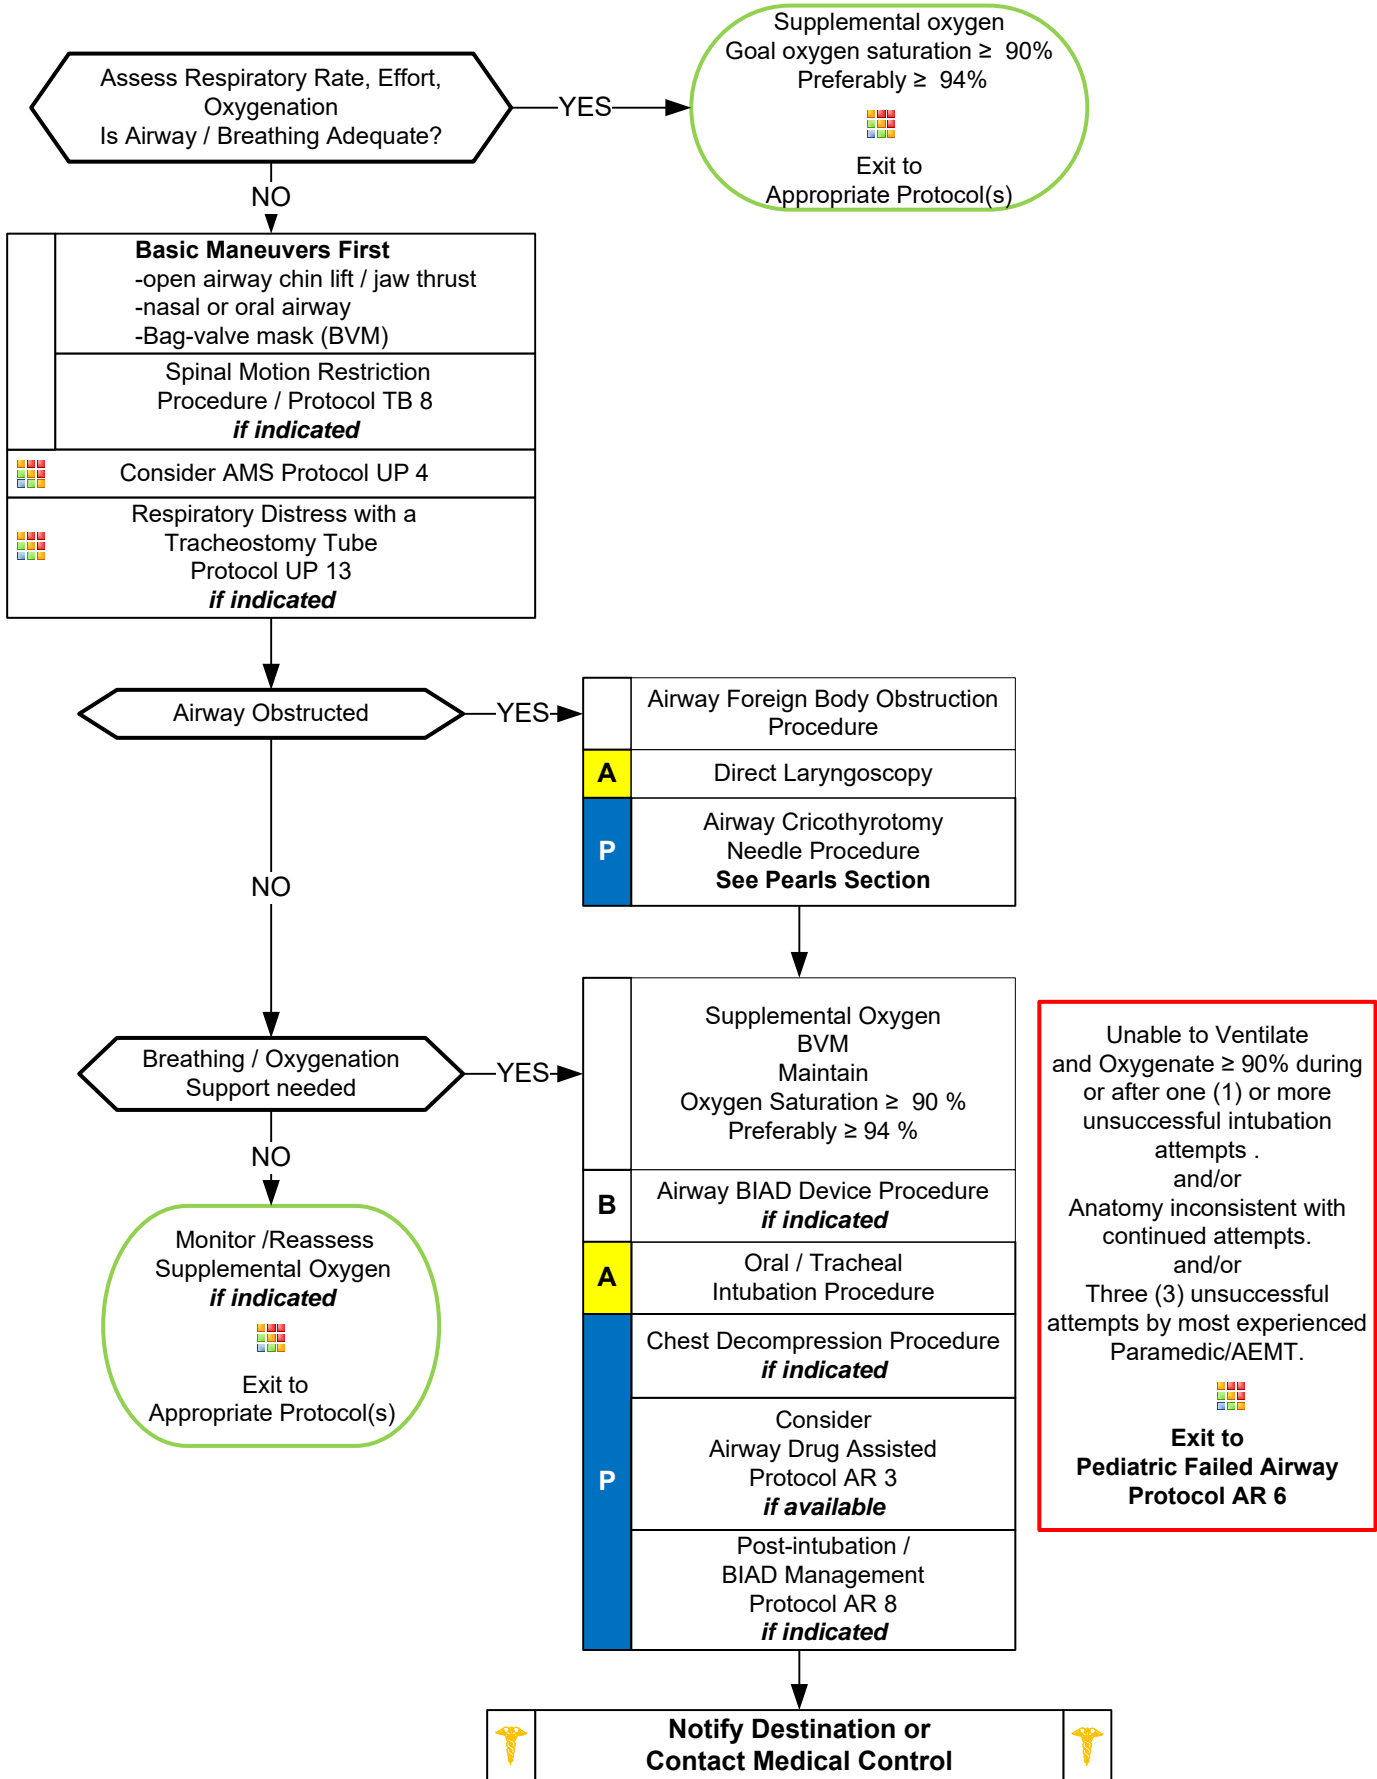 Assess Respiratory Rate, Effort,
Oxygenation
Is Airway / Breathing Adequate?
YES
Supplemental oxygen
Goal oxygen saturation ≥  90%
Preferably ≥  94%
Exit to
Appropriate Protocol(s)
NO
Basic Maneuvers First
-open airway chin lift / jaw thrust
-nasal or oral airway
-Bag-valve mask (BVM)
Spinal Motion Restriction
Procedure / Protocol TB 8
if indicated
Consider AMS Protocol UP 4
Respiratory Distress with a
Tracheostomy Tube
Protocol UP 13
if indicated
Airway Obstructed
YES
Airway Foreign Body Obstruction
Procedure
A
Direct Laryngoscopy
P
Airway Cricothyrotomy
Needle Procedure
See Pearls Section
NO
Breathing / Oxygenation
Support needed
YES
Supplemental Oxygen
BVM
Maintain
Oxygen Saturation ≥  90 %
Preferably ≥ 94 %
B
Airway BIAD Device Procedure
if indicated
A
Oral / Tracheal
Intubation Procedure
P
Chest Decompression Procedure
if indicated
Consider
Airway Drug Assisted
Protocol AR 3
if available
Post-intubation /
BIAD Management
Protocol AR 8
if indicated
NO
Monitor /Reassess
Supplemental Oxygen
if indicated
Exit to
Appropriate Protocol(s)
Unable to Ventilate
and Oxygenate ≥ 90% during
or after one (1) or more
unsuccessful intubation
attempts .
and/or
Anatomy inconsistent with
continued attempts.
and/or
Three (3) unsuccessful
attempts by most experienced
Paramedic/AEMT.
Exit to
Pediatric Failed Airway
Protocol AR 6
Notify Destination or
Contact Medical Control